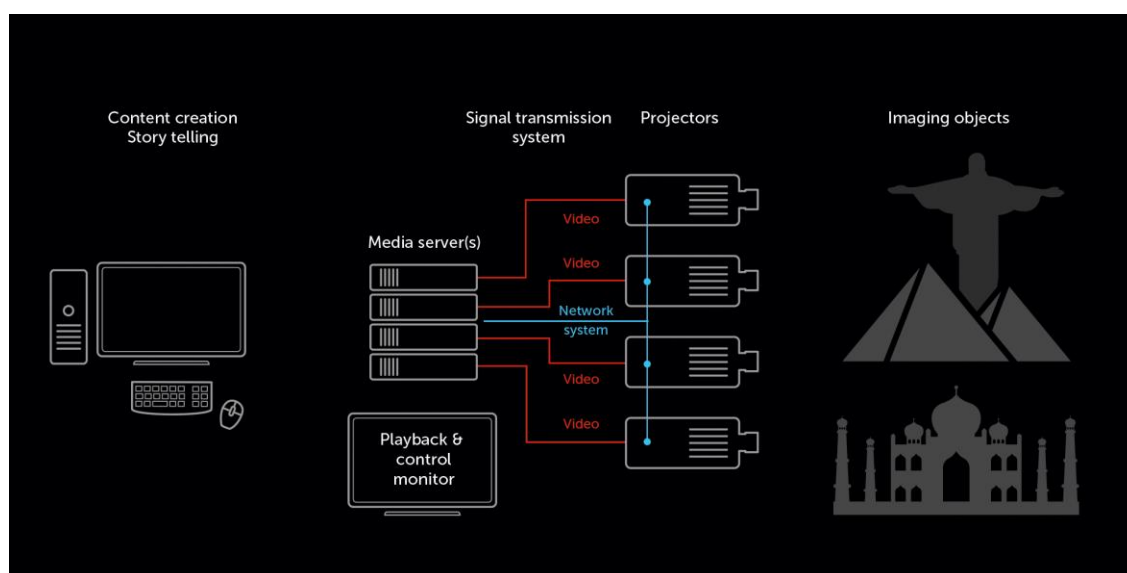 Content creation
Story telling
Signal transmission
system
Projectors
Imaging objects
Media server(s)
Video
Video
Network
system
Video
Video
Playback &
control
monitor